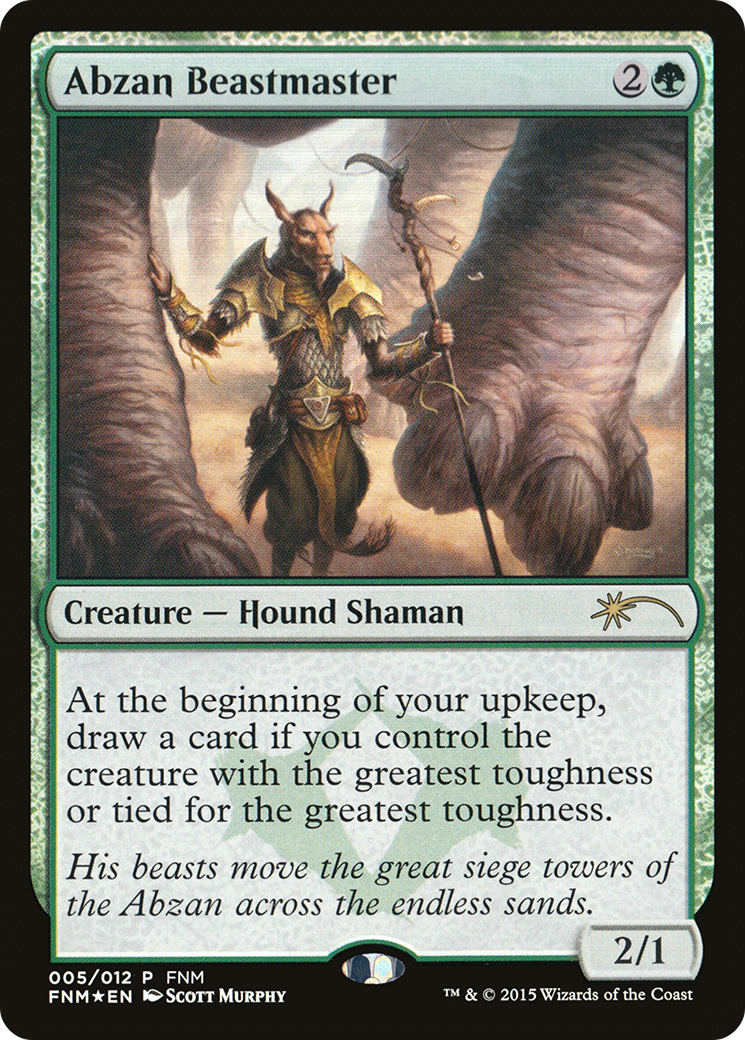 Abzan Beastmaster 2
Creature — Hound Shaman
At the beginning of your upkeep,
draw a card if you control the
creature with the greatest toughness
or tied for the greatest toughness.
His beasts move the great siege towers of
the Abzan across the endless sands.
2/1
005/012 P FNM
FNM★EN Scott Murphy
™ & © 2015 Wizards of the Coast